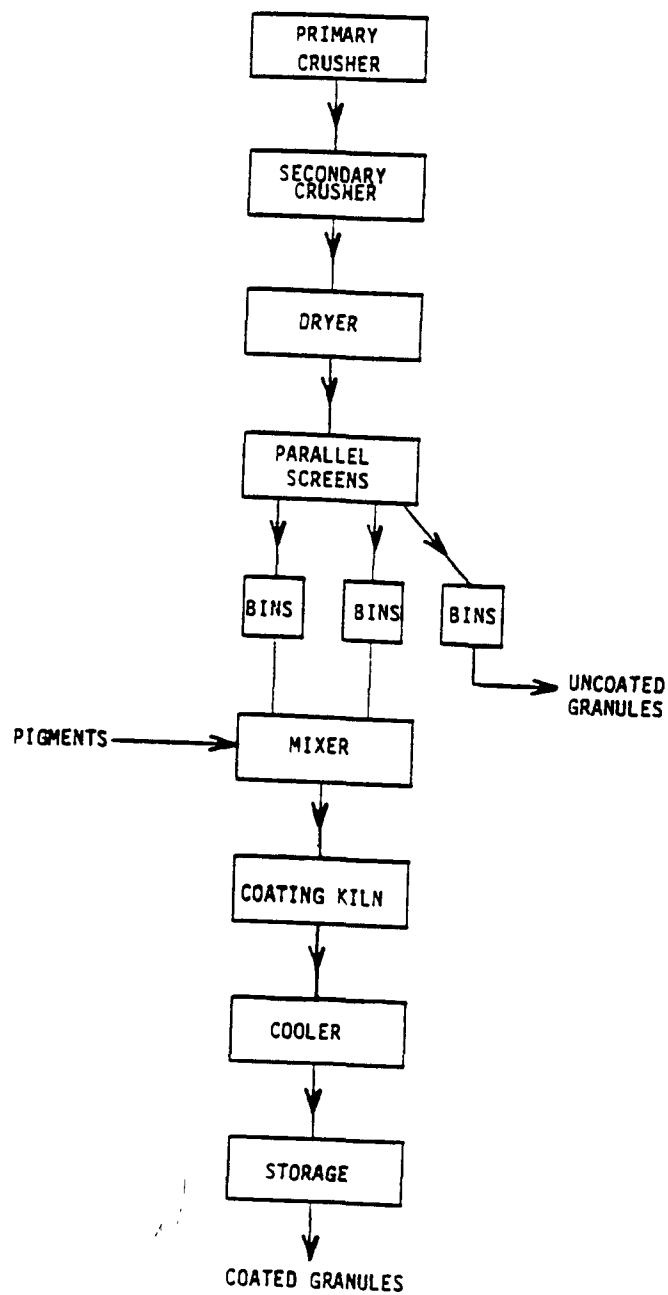 PRIMARY
CRUSHER
SECONDARY
CRUSHER
DRYER
PARALLEL
SCREENS
BINS
BINS
BINS
UNCOATED
GRANULES
PIGMENTS
MIXER
COATING KILN
COOLER
STORAGE
COATED GRANULES